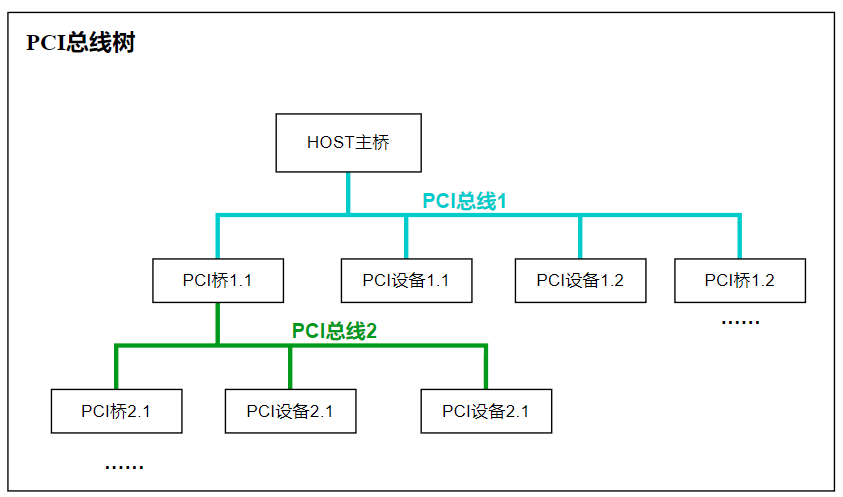 PCI总线树
HOST主桥
PCI总线1
PCI桥1.1
PCI设备1.1
PCI设备1.2
PCI桥1.2
……
PCI总线2
PCI桥2.1
PCI设备2.1
PCI设备2.1
……